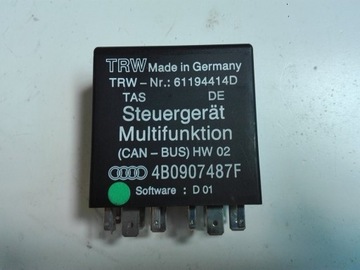 TRW Made in Germany
TRW - Nr.: 61194414D
TAS DE
Steuergerät
Multifunktion
(CAN - BUS) HW 02
4B0907487F
Software : D 01